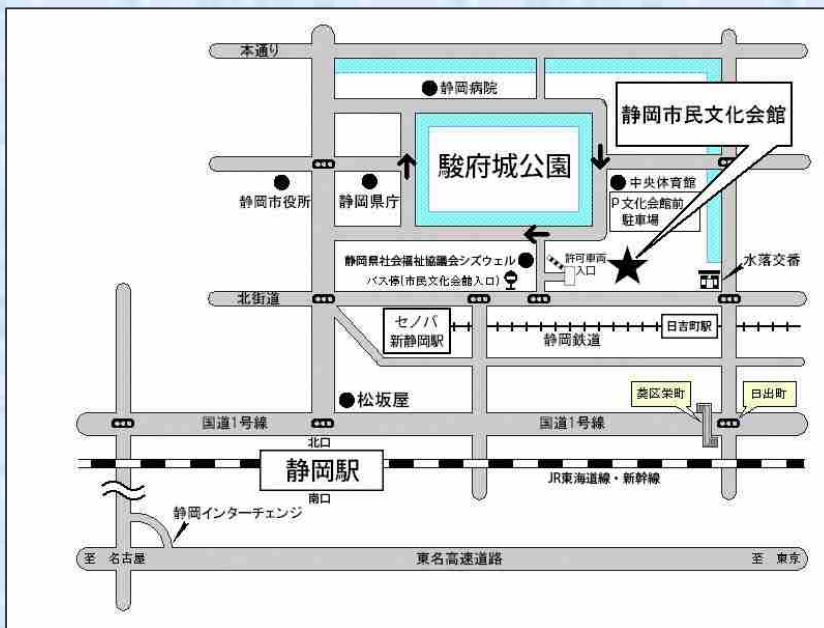 本通り
静岡病院
静岡市民文化会館
駿府城公園
中央体育館
P 文化会館前
駐車場
静岡市役所
静岡県庁
静岡県社会福祉協議会シズウェル
許可車両
入口
水落交番
バス停(市民文化会館入口)
北街道
セノバ
新静岡駅
日吉町駅
静岡鉄道
葵区栄町
日出町
松坂屋
国道1号線
国道1号線
北口
静岡駅
JR東海道線・新幹線
南口
静岡インターチェンジ
至 名古屋
東名高速道路
至 東京